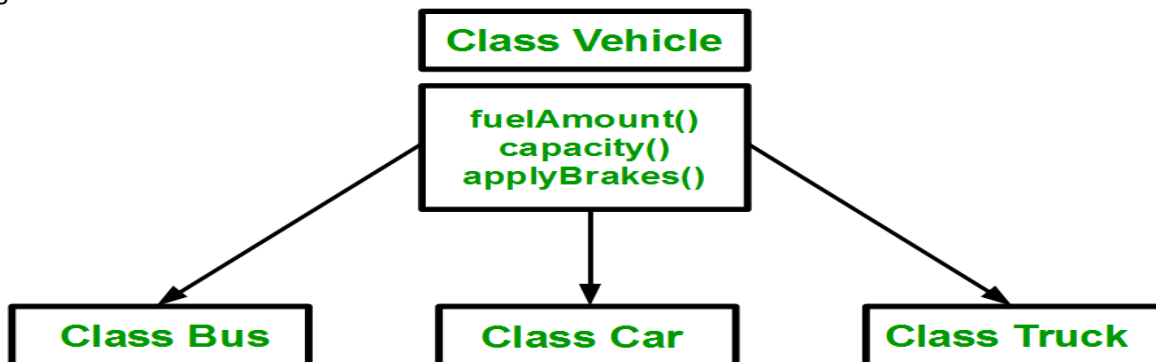 Class Vehicle
fuelAmount()
capacity()
applyBrakes()
Class Bus
Class Car
Class Truck